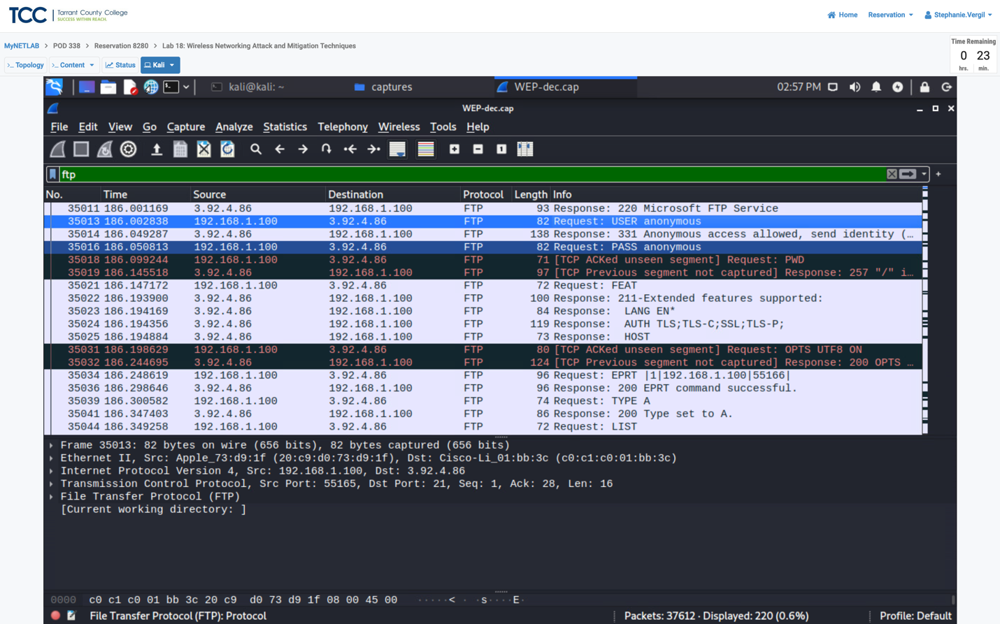 TCC Tarrant County College
SUCCESS WITHIN REACH.
Home Reservation Stephanie.Vergil
MyNETLAB > POD 338 > Reservation 8280 > Lab 18: Wireless Networking Attack and Mitigation Techniques
Time Remaining
0 23
hrs. min.
>_ Topology >_ Content Status Kali
kali@kali: ~ captures WEP-dec.cap 02:57 PM
WEP-dec.cap
File Edit View Go Capture Analyze Statistics Telephony Wireless Tools Help
ftp
No. Time Source Destination Protocol Length Info
35011 186.001169 3.92.4.86 192.168.1.100 FTP 93 Response: 220 Microsoft FTP Service
35013 186.002838 192.168.1.100 3.92.4.86 FTP 82 Request: USER anonymous
35014 186.049287 3.92.4.86 192.168.1.100 FTP 138 Response: 331 Anonymous access allowed, send identity (…
35016 186.050813 192.168.1.100 3.92.4.86 FTP 82 Request: PASS anonymous
35018 186.099244 192.168.1.100 3.92.4.86 FTP 71 [TCP ACKed unseen segment] Request: PWD
35019 186.145518 3.92.4.86 192.168.1.100 FTP 97 [TCP Previous segment not captured] Response: 257 "/" i…
35021 186.147172 192.168.1.100 3.92.4.86 FTP 72 Request: FEAT
35022 186.193900 3.92.4.86 192.168.1.100 FTP 100 Response: 211-Extended features supported:
35023 186.194169 3.92.4.86 192.168.1.100 FTP 84 Response: LANG EN*
35024 186.194356 3.92.4.86 192.168.1.100 FTP 119 Response: AUTH TLS;TLS-C;SSL;TLS-P;
35025 186.194884 3.92.4.86 192.168.1.100 FTP 73 Response: HOST
35031 186.198629 192.168.1.100 3.92.4.86 FTP 80 [TCP ACKed unseen segment] Request: OPTS UTF8 ON
35032 186.244695 3.92.4.86 192.168.1.100 FTP 124 [TCP Previous segment not captured] Response: 200 OPTS …
35034 186.248619 192.168.1.100 3.92.4.86 FTP 96 Request: EPRT |1|192.168.1.100|55166|
35036 186.298646 3.92.4.86 192.168.1.100 FTP 96 Response: 200 EPRT command successful.
35039 186.300582 192.168.1.100 3.92.4.86 FTP 74 Request: TYPE A
35041 186.347403 3.92.4.86 192.168.1.100 FTP 86 Response: 200 Type set to A.
35044 186.349258 192.168.1.100 3.92.4.86 FTP 72 Request: LIST
Frame 35013: 82 bytes on wire (656 bits), 82 bytes captured (656 bits)
Ethernet II, Src: Apple_73:d9:1f (20:c9:d0:73:d9:1f), Dst: Cisco-Li_01:bb:3c (c0:c1:c0:01:bb:3c)
Internet Protocol Version 4, Src: 192.168.1.100, Dst: 3.92.4.86
Transmission Control Protocol, Src Port: 55165, Dst Port: 21, Seq: 1, Ack: 28, Len: 16
File Transfer Protocol (FTP)
[Current working directory: ]
0000 c0 c1 c0 01 bb 3c 20 c9 d0 73 d9 1f 08 00 45 00 ·····< · ·s····E·
File Transfer Protocol (FTP): Protocol Packets: 37612 · Displayed: 220 (0.6%) Profile: Default